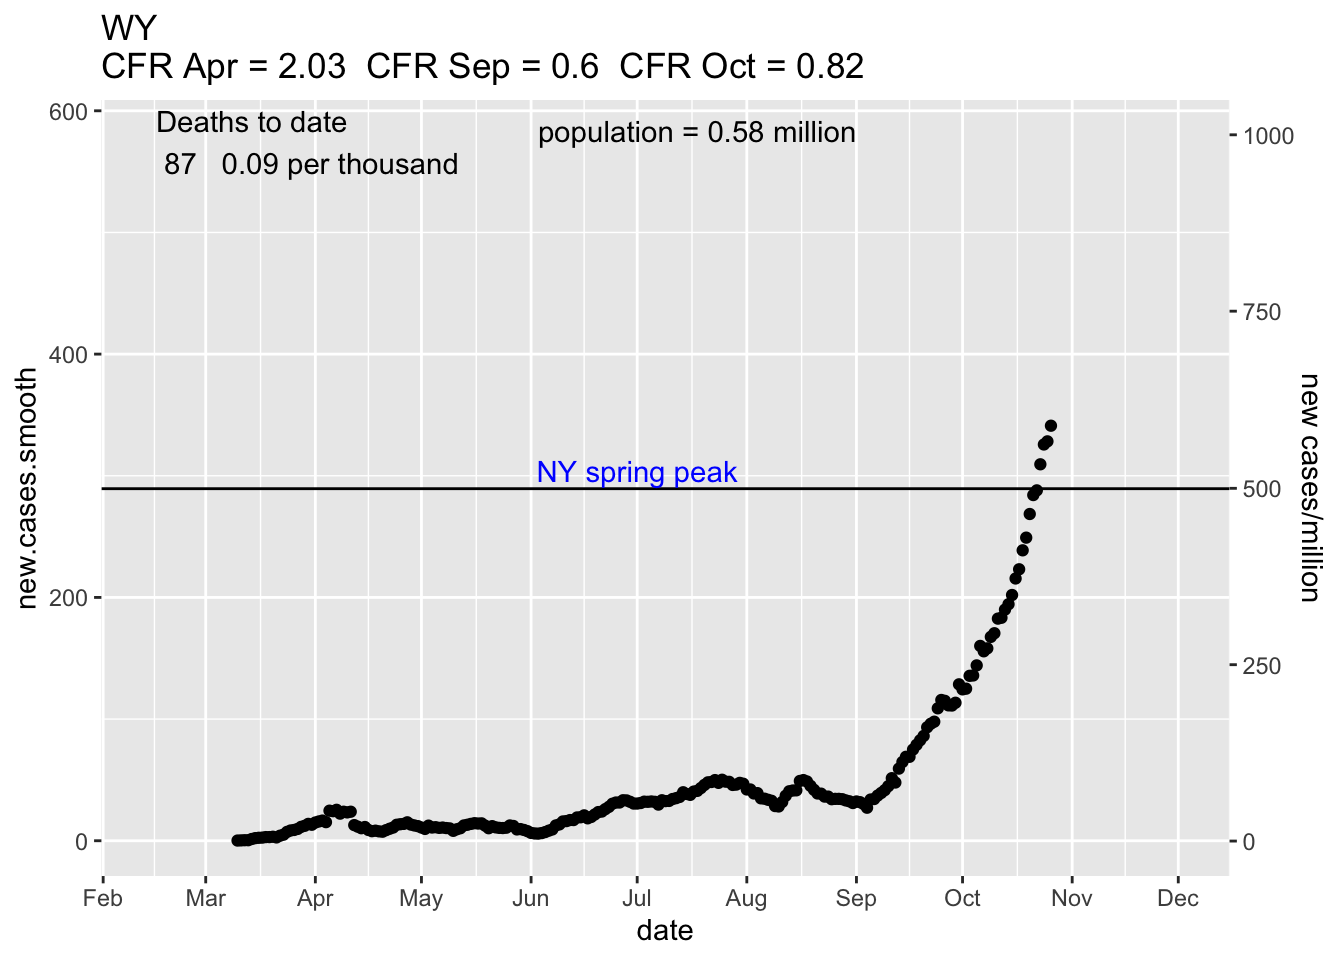 WY
CFR Apr = 2.03  CFR Sep = 0.6  CFR Oct = 0.82
Deaths to date
87   0.09 per thousand
population = 0.58 million
NY spring peak
new.cases.smooth
600
400
200
0
new cases/million
1000
750
500
250
0
Feb Mar Apr May Jun Jul Aug Sep Oct Nov Dec
date